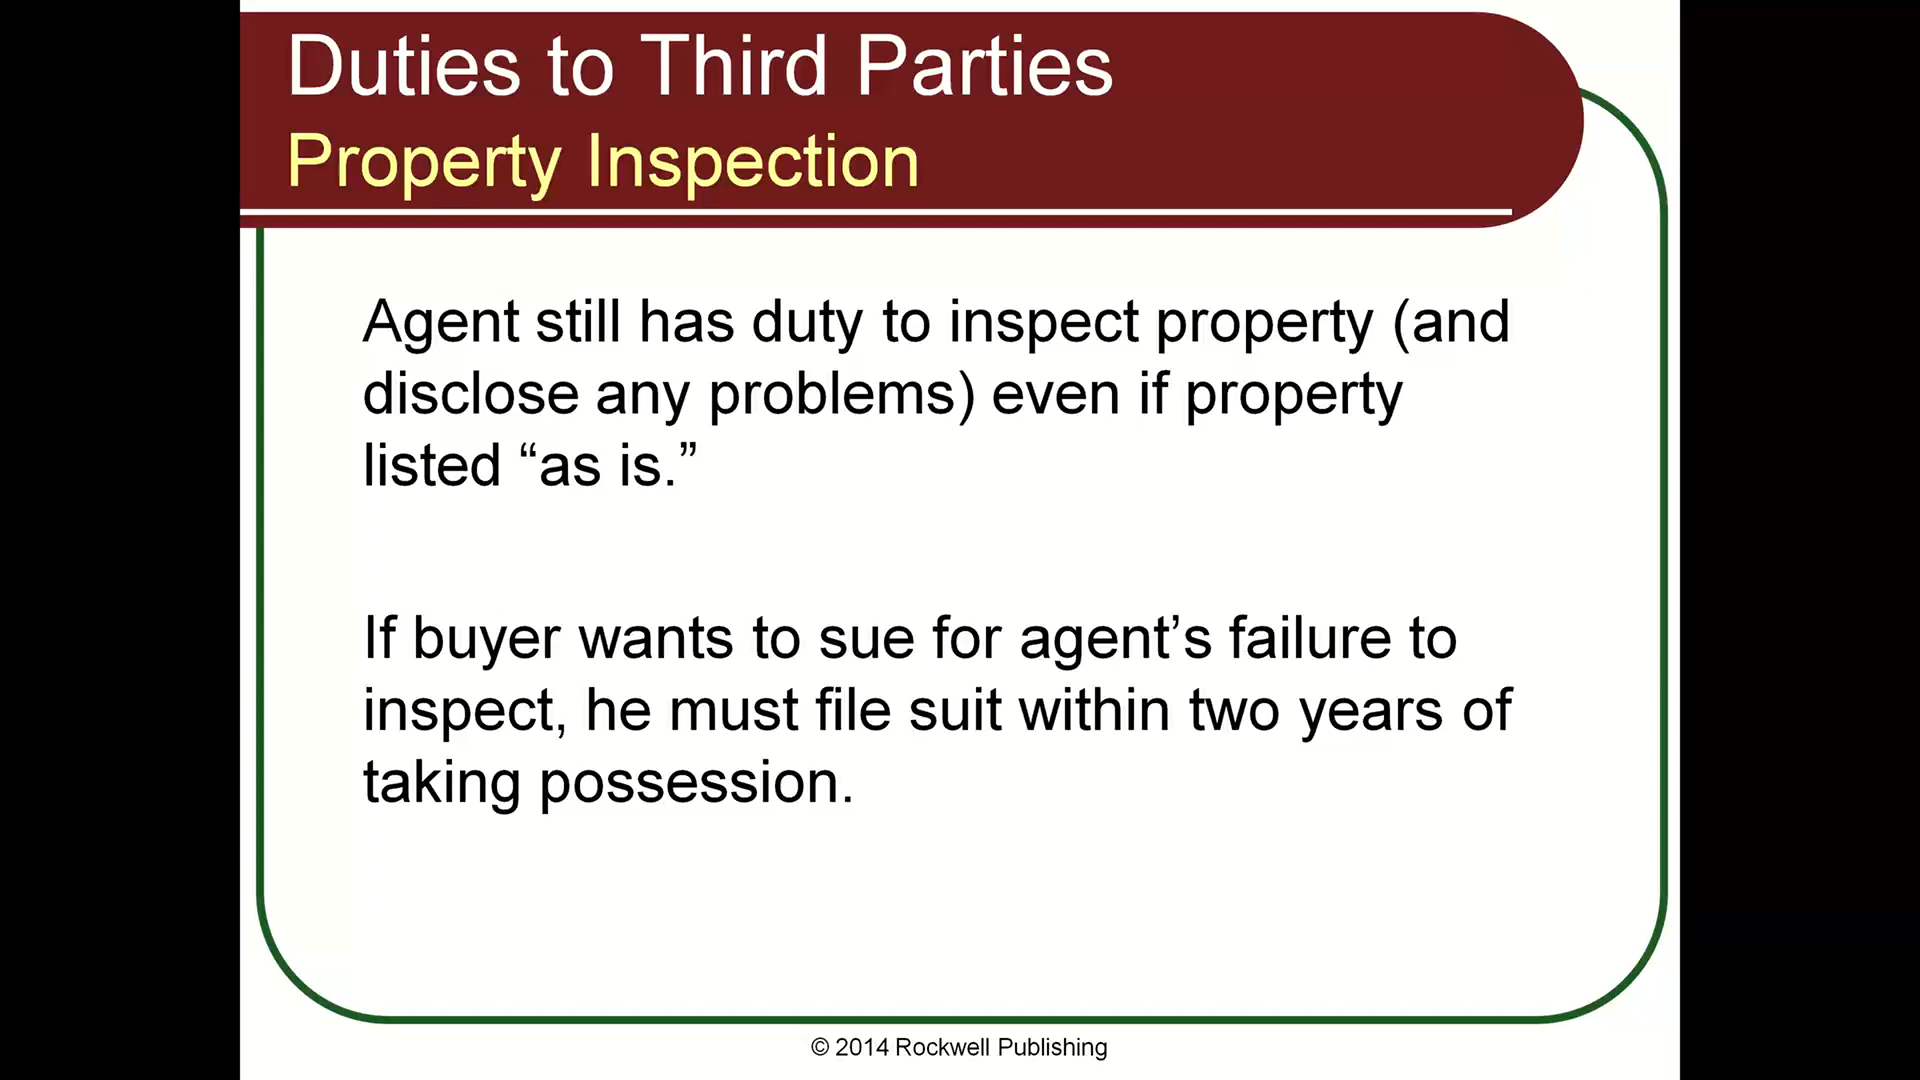 Duties to Third Parties
Property Inspection
Agent still has duty to inspect property (and
disclose any problems) even if property
listed “as is.”
If buyer wants to sue for agent’s failure to
inspect, he must file suit within two years of
taking possession.
© 2014 Rockwell Publishing